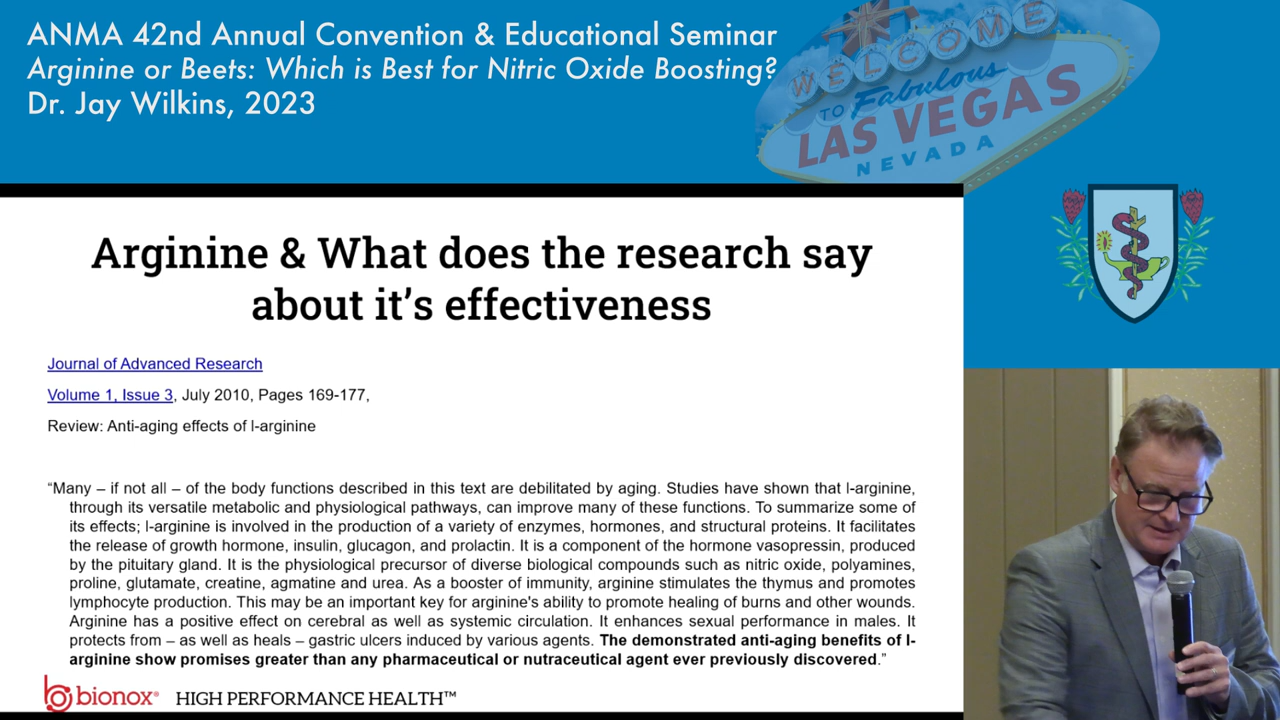 ANMA 42nd Annual Convention & Educational Seminar
Arginine or Beets: Which is Best for Nitric Oxide Boosting?
Dr. Jay Wilkins, 2023
WELCOME
TO Fabulous
LAS VEGAS
NEVADA
Arginine & What does the research say
about it's effectiveness
Journal of Advanced Research
Volume 1, Issue 3, July 2010, Pages 169-177,
Review: Anti-aging effects of l-arginine
“Many – if not all – of the body functions described in this text are debilitated by aging. Studies have shown that l-arginine,
through its versatile metabolic and physiological pathways, can improve many of these functions. To summarize some of
its effects; l-arginine is involved in the production of a variety of enzymes, hormones, and structural proteins. It facilitates
the release of growth hormone, insulin, glucagon, and prolactin. It is a component of the hormone vasopressin, produced
by the pituitary gland. It is the physiological precursor of diverse biological compounds such as nitric oxide, polyamines,
proline, glutamate, creatine, agmatine and urea. As a booster of immunity, arginine stimulates the thymus and promotes
lymphocyte production. This may be an important key for arginine's ability to promote healing of burns and other wounds.
Arginine has a positive effect on cerebral as well as systemic circulation. It enhances sexual performance in males. It
protects from – as well as heals – gastric ulcers induced by various agents. The demonstrated anti-aging benefits of l-
arginine show promises greater than any pharmaceutical or nutraceutical agent ever previously discovered.”
bionox® HIGH PERFORMANCE HEALTH™